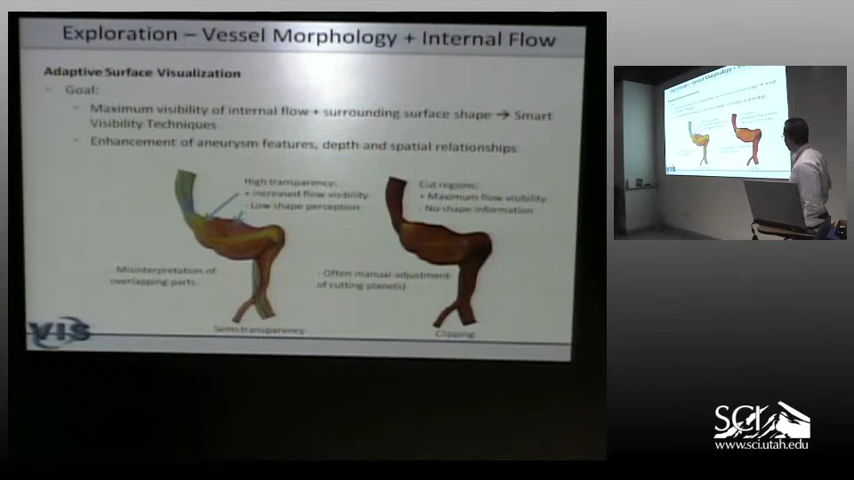 Exploration – Vessel Morphology + Internal Flow
Adaptive Surface Visualization
- Goal:
- Maximum visibility of internal flow + surrounding surface shape → Smart
Visibility Techniques
- Enhancement of aneurysm features, depth and spatial relationships
High transparency:
+ Increased flow visibility
- Low shape perception
Misinterpretation of
overlapping parts
Semi-transparency
Cut regions:
+ Maximum flow visibility
- No shape information
- Often manual adjustment
of cutting plane(s)
Clipping
VIS
SCI
www.sci.utah.edu